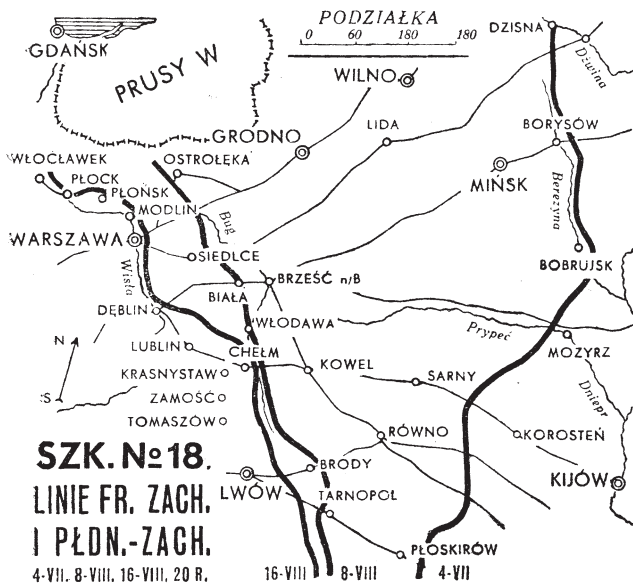 PODZIAŁKA
0 60 180 180
DZISNA
GDAŃSK
PRUSY W
WILNO
Dźwina
GRODNO
LIDA
BORYSÓW
WŁOCŁAWEK
OSTROŁĘKA
PŁOCK
PŁOŃSK
MIŃSK
MODLIN
Bug
Berezyna
WARSZAWA
SIEDLCE
BOBRUJSK
Wisła
BRZEŚĆ n/B
BIAŁA
DĘBLIN
WŁODAWA
Prypeć
N
LUBLIN
CHEŁM
MOZYRZ
KRASNYSTAW
KOWEL
SARNY
Dniepr
S
ZAMOŚĆ
TOMASZÓW
RÓWNO
KOROSTEŃ
SZK. No 18.
BRODY
KIJÓW
LWÓW
LINIE FR. ZACH.
TARNOPOL
I PŁDN.-ZACH.
PŁOSKIRÓW
4-VII. 8-VIII. 16-VIII. 20 R.
16-VIII 8-VIII 4-VII